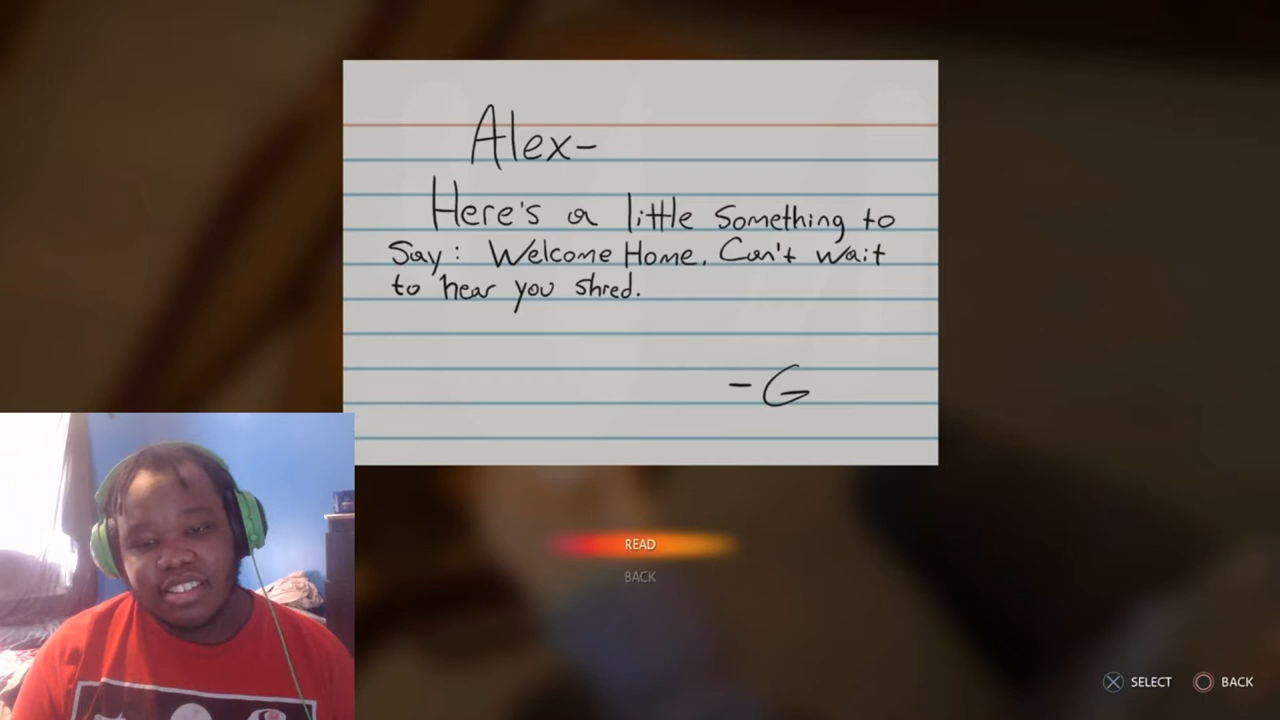 Alex-
Here's a little something to
Say: Welcome Home. Can't wait
to hear you shred.
-G
READ
BACK
SELECT
BACK